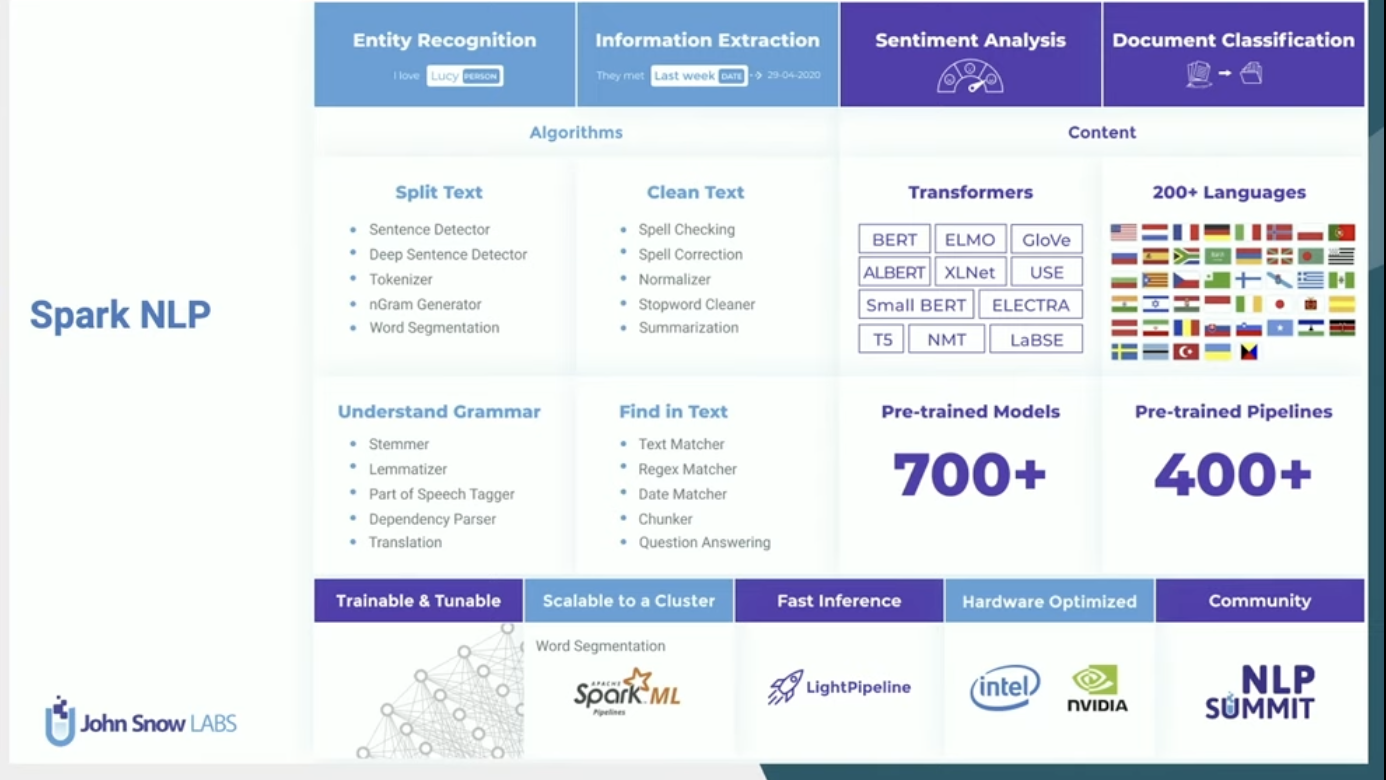 Spark NLP
Entity Recognition
I love Lucy PERSON
Information Extraction
They met Last week DATE 29-04-2020
Sentiment Analysis
Document Classification
Algorithms
Content
Split Text
Sentence Detector
Deep Sentence Detector
Tokenizer
nGram Generator
Word Segmentation
Clean Text
Spell Checking
Spell Correction
Normalizer
Stopword Cleaner
Summarization
Transformers
BERT ELMO GloVe
ALBERT XLNet USE
Small BERT ELECTRA
T5 NMT LaBSE
200+ Languages
Understand Grammar
Stemmer
Lemmatizer
Part of Speech Tagger
Dependency Parser
Translation
Find in Text
Text Matcher
Regex Matcher
Date Matcher
Chunker
Question Answering
Pre-trained Models
700+
Pre-trained Pipelines
400+
Trainable & Tunable
Scalable to a Cluster
Word Segmentation
APACHE
Spark ML
Pipelines
Fast Inference
LightPipeline
Hardware Optimized
intel
NVIDIA
Community
NLP
SUMMIT
John Snow LABS